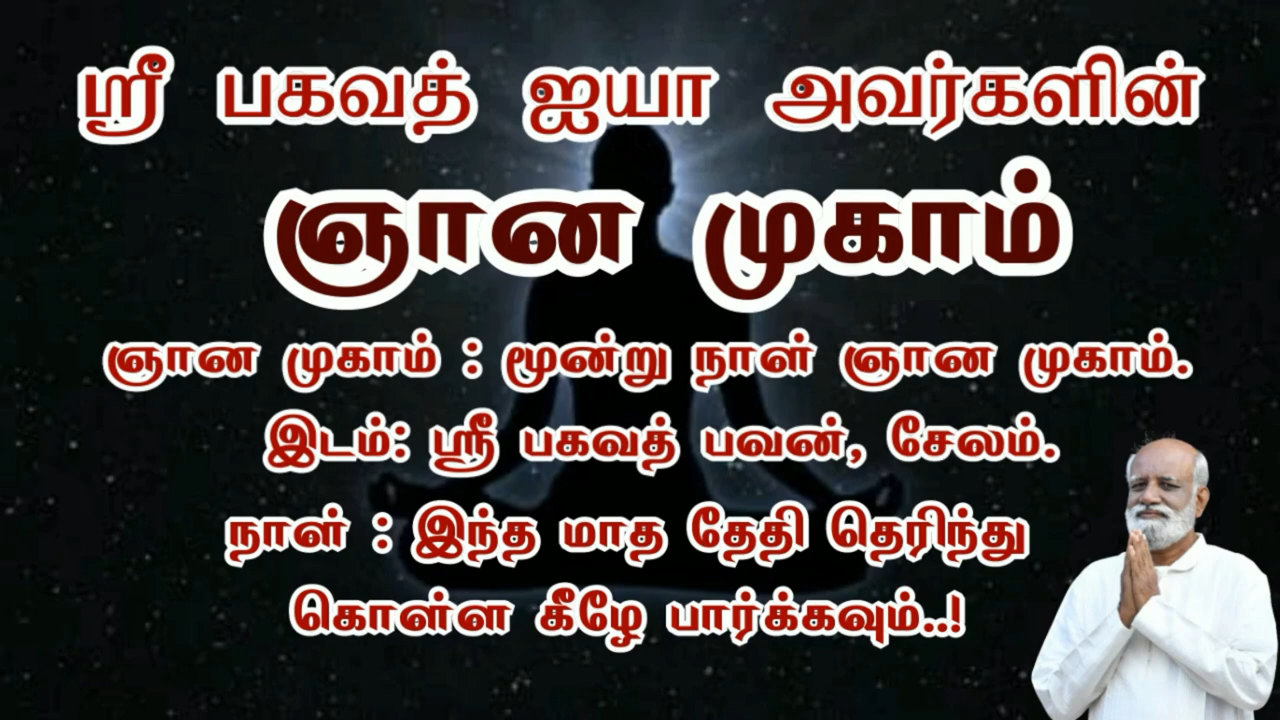 ஸ்ரீ பகவத் ஐயா அவர்களின்
ஞான முகாம்
ஞான முகாம் : மூன்று நாள் ஞான முகாம்.
இடம்: ஸ்ரீ பகவத் பவன், சேலம்.
நாள் : இந்த மாத தேதி தெரிந்து
கொள்ள கீழே பார்க்கவும்..!